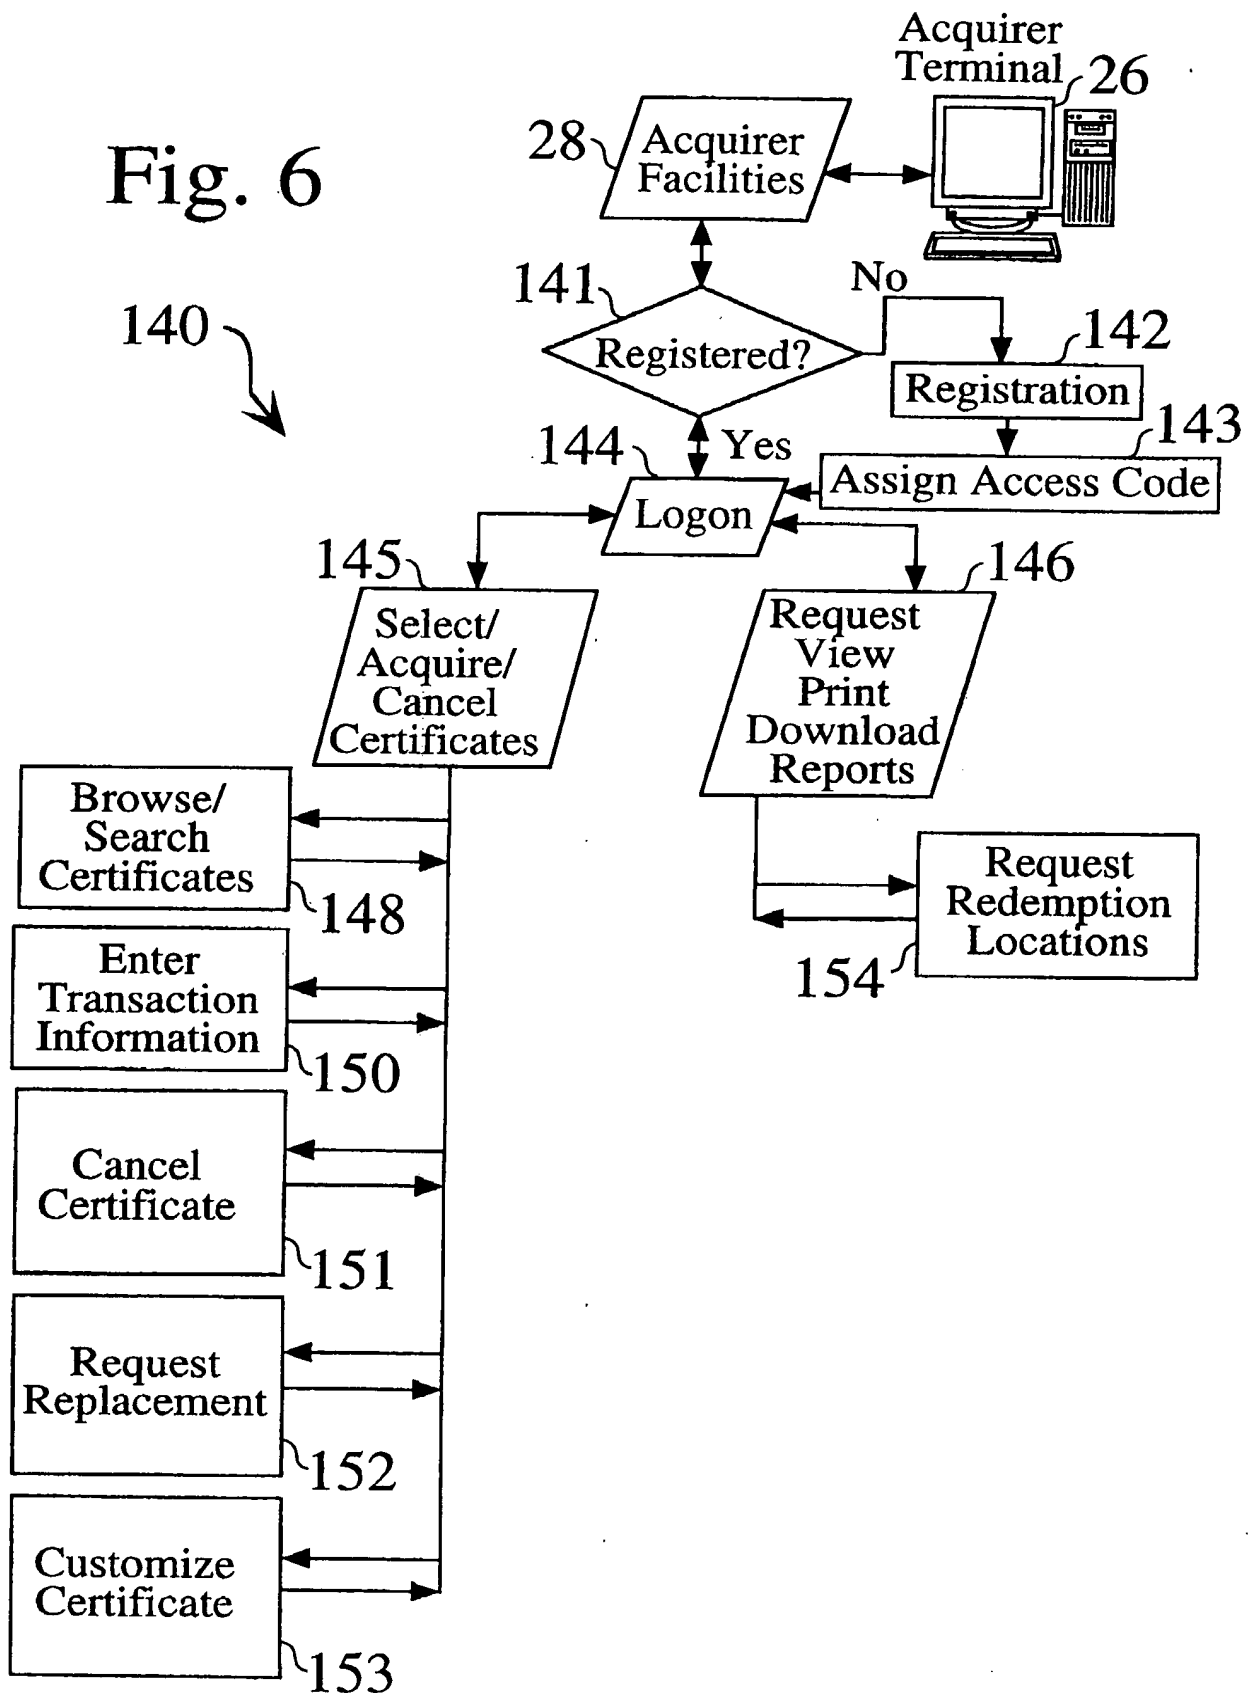 Acquirer
Terminal
26
Fig. 6
28
Acquirer
Facilities
140
141
Registered?
No
142
Registration
143
Assign Access Code
144
Yes
Logon
145
Select/
Acquire/
Cancel
Certificates
146
Request
View
Print
Download
Reports
Browse/
Search
Certificates
148
Request
Redemption
Locations
154
Enter
Transaction
Information
150
Cancel
Certificate
151
Request
Replacement
152
Customize
Certificate
153